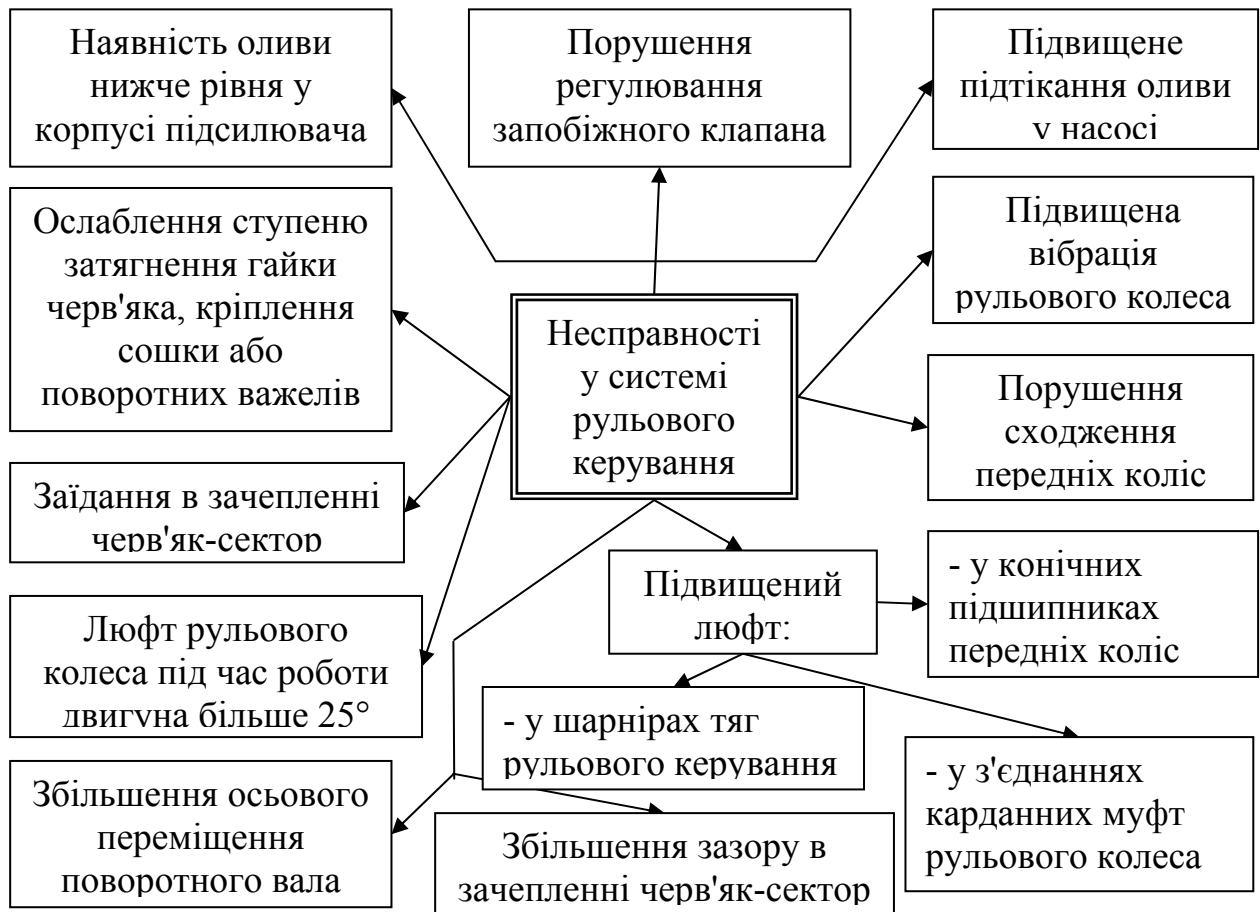 Наявність оливи
нижче рівня у
корпусі підсилювача
Порушення
регулювання
запобіжного клапана
Підвищене
підтікання оливи
у насосі
Ослаблення ступеню
затягнення гайки
черв'яка, кріплення
сошки або
поворотних важелів
Підвищена
вібрація
рульового колеса
Несправності
у системі
рульового
керування
Порушення
сходження
передніх коліс
Заїдання в зачепленні
черв'як-сектор
Підвищений
люфт:
- у конічних
підшипниках
передніх коліс
Люфт рульового
колеса під час роботи
двигуна більше 25°
- у шарнірах тяг
рульового керування
- у з'єднаннях
карданних муфт
рульового колеса
Збільшення осьового
переміщення
поворотного вала
Збільшення зазору в
зачепленні черв'як-сектор